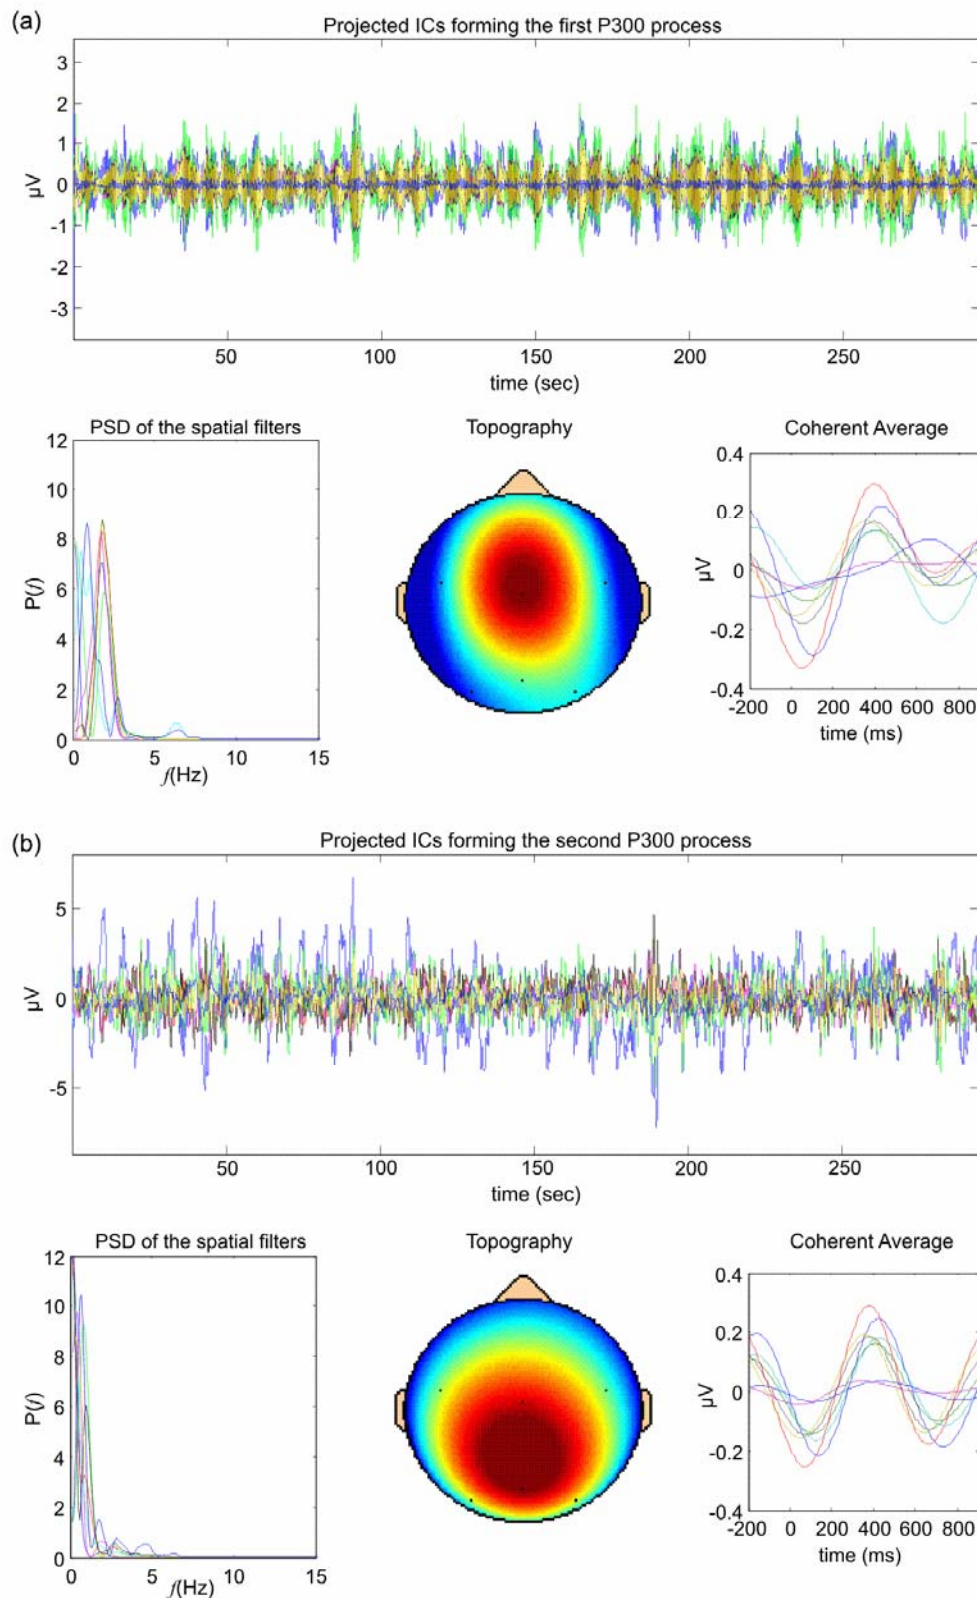 (a)
Projected ICs forming the first P300 process
3
2
1
0
-1
-2
-3
µV
50 100 150 200 250
time (sec)
PSD of the spatial filters
12
10
8
6
4
2
0
P(f)
0 5 10 15
f(Hz)
Topography
Coherent Average
0.4
0.2
0
-0.2
-0.4
µV
-200 0 200 400 600 800
time (ms)
(b)
Projected ICs forming the second P300 process
5
0
-5
µV
50 100 150 200 250
time (sec)
PSD of the spatial filters
12
10
8
6
4
2
0
P(f)
0 5 10 15
f(Hz)
Topography
Coherent Average
0.4
0.2
0
-0.2
-0.4
µV
-200 0 200 400 600 800
time (ms)